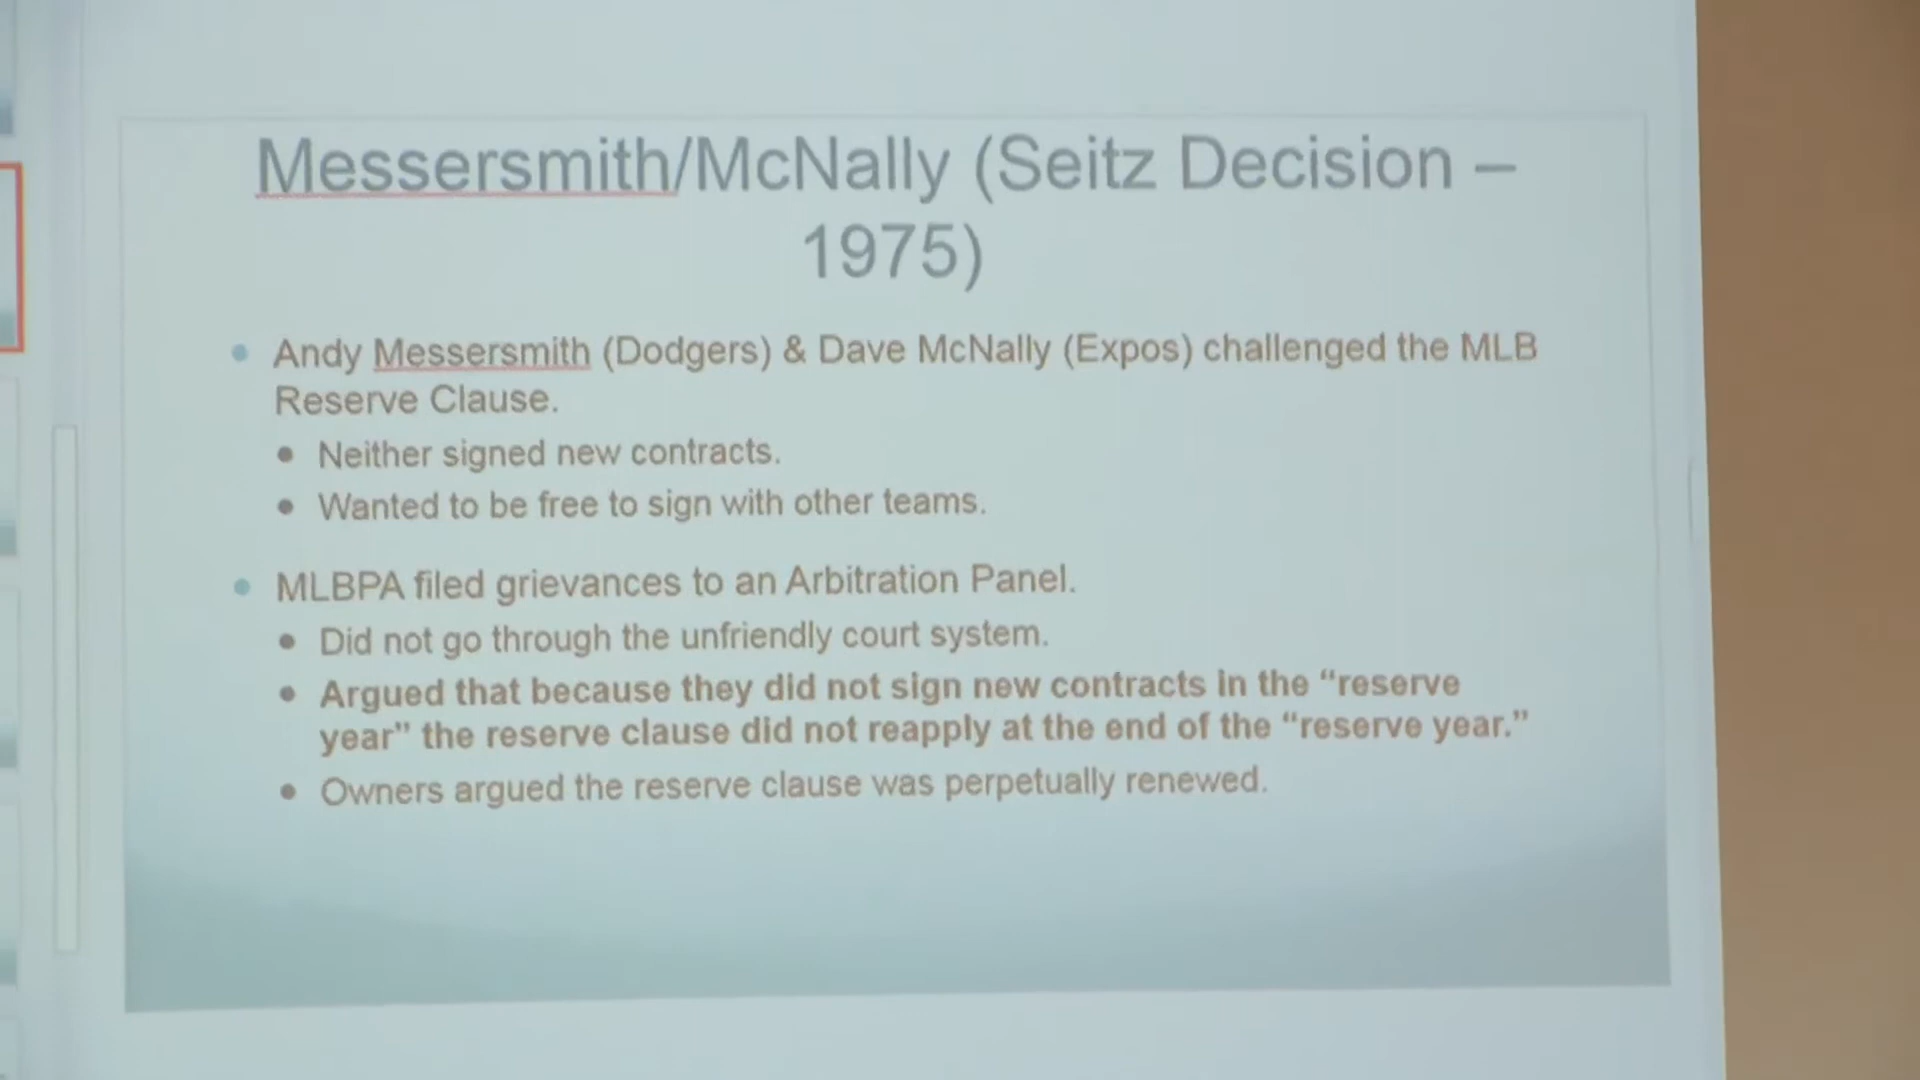 Messersmith/McNally (Seitz Decision –
1975)
Andy Messersmith (Dodgers) & Dave McNally (Expos) challenged the MLB
Reserve Clause.
Neither signed new contracts.
Wanted to be free to sign with other teams.
MLBPA filed grievances to an Arbitration Panel.
Did not go through the unfriendly court system.
Argued that because they did not sign new contracts in the “reserve
year” the reserve clause did not reapply at the end of the “reserve year.”
Owners argued the reserve clause was perpetually renewed.